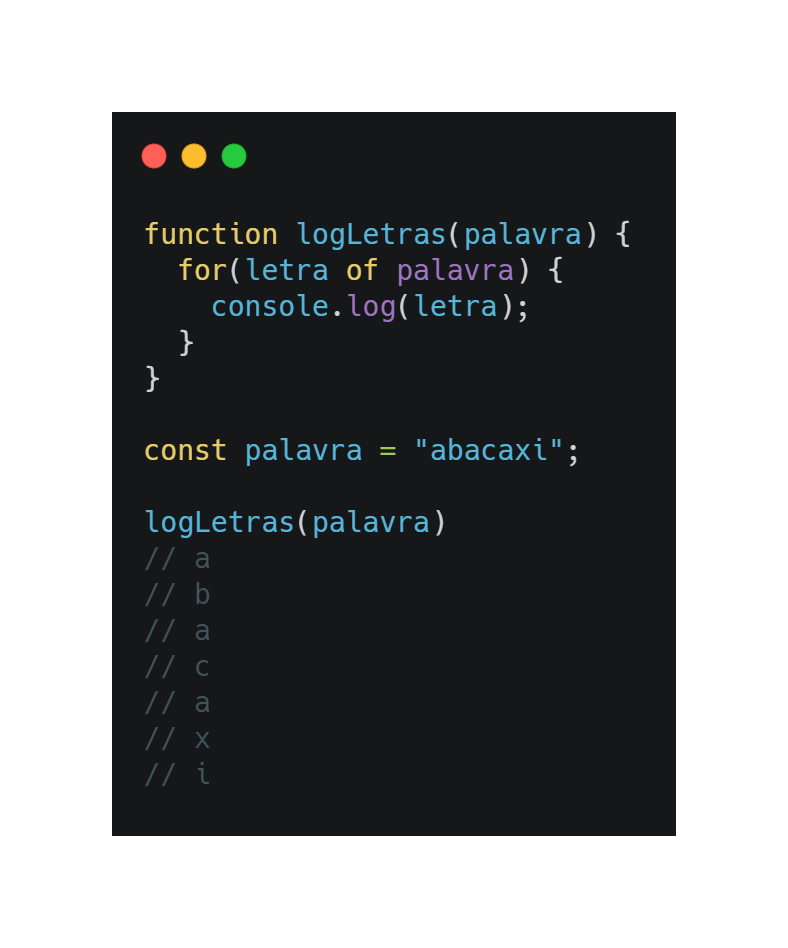 function logLetras(palavra) {
  for(letra of palavra) {
    console.log(letra);
  }
}

const palavra = "abacaxi";

logLetras(palavra)
// a
// b
// a
// c
// a
// x
// i